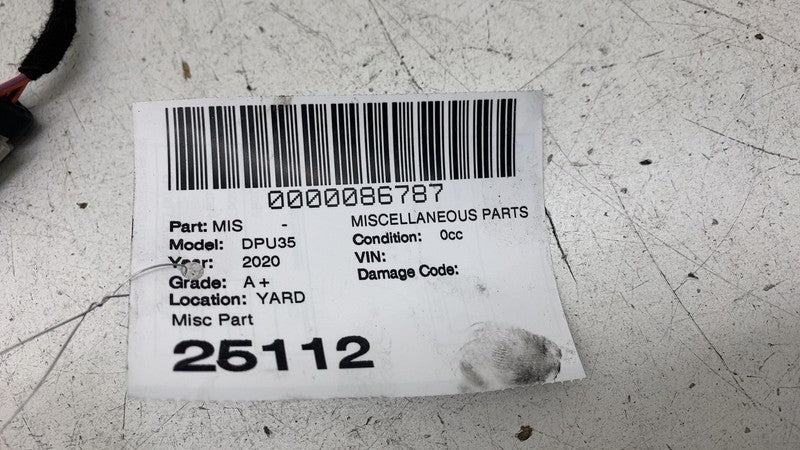 0000086787
Part: MIS - MISCELLANEOUS PARTS
Model: DPU35 Condition: 0cc
Year: 2020 VIN:
Grade: A+ Damage Code:
Location: YARD
Misc Part
25112